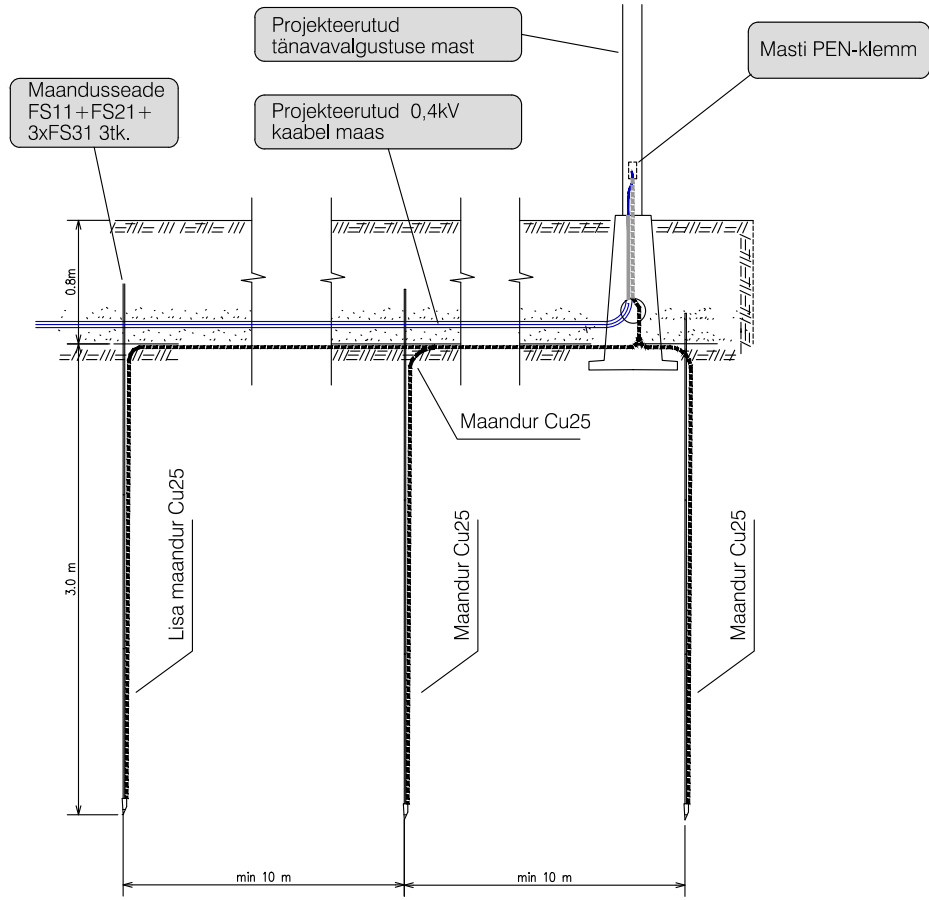 Projekteerutud
tänavavalgustuse mast
Masti PEN-klemm
Maandusseade
FS11+FS21+
3xFS31 3tk.
Projekteerutud 0,4kV
kaabel maas
0.8m
Maandur Cu25
3.0 m
Lisa maandur Cu25
Maandur Cu25
Maandur Cu25
min 10 m
min 10 m